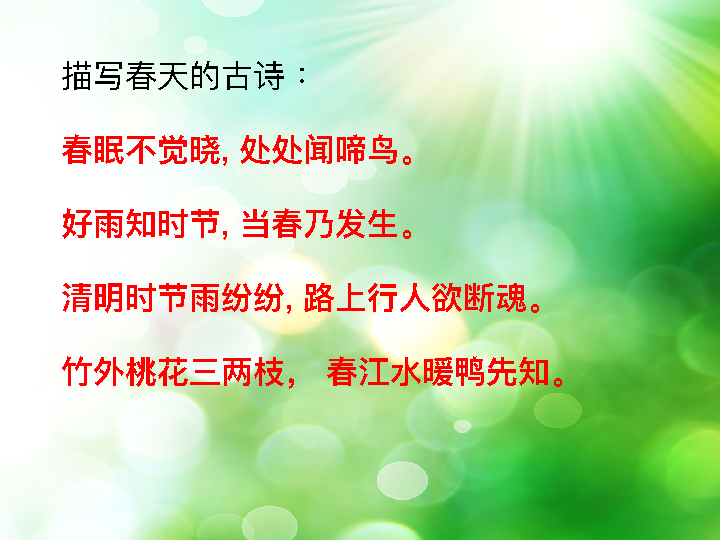 描写春天的古诗：
春眠不觉晓, 处处闻啼鸟。
好雨知时节, 当春乃发生。
清明时节雨纷纷, 路上行人欲断魂。
竹外桃花三两枝， 春江水暖鸭先知。